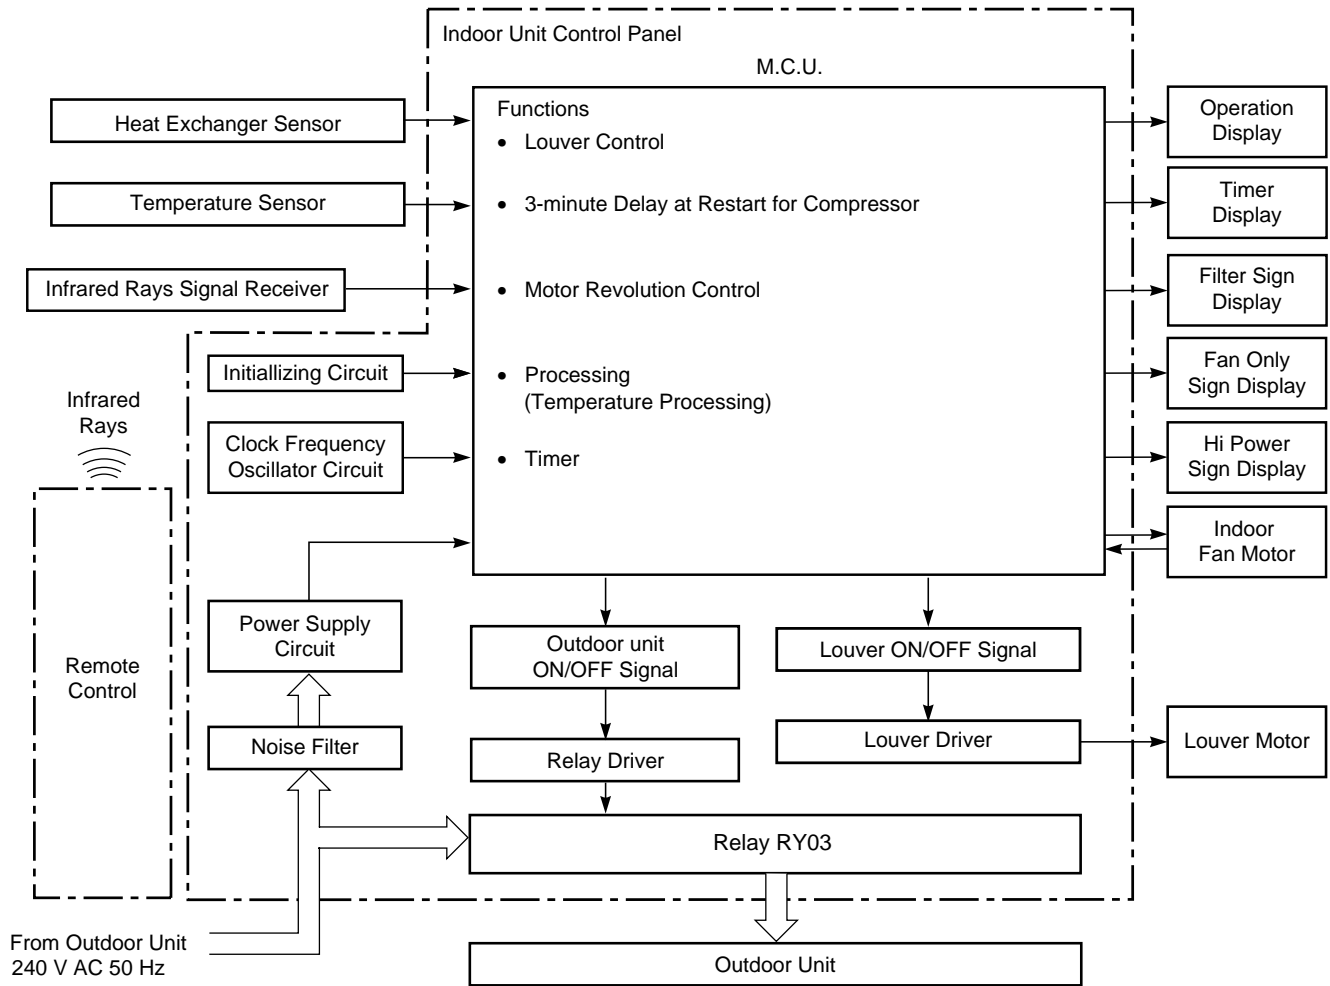 Indoor Unit Control Panel
M.C.U.
Heat Exchanger Sensor
Temperature Sensor
Infrared Rays Signal Receiver
Initiallizing Circuit
Clock Frequency
Oscillator Circuit
Infrared
Rays
Remote
Control
Power Supply
Circuit
Noise Filter
From Outdoor Unit
240 V AC 50 Hz
Functions
• Louver Control
• 3-minute Delay at Restart for Compressor
• Motor Revolution Control
• Processing
(Temperature Processing)
• Timer
Outdoor unit
ON/OFF Signal
Relay Driver
Louver ON/OFF Signal
Louver Driver
Relay RY03
Outdoor Unit
Operation
Display
Timer
Display
Filter Sign
Display
Fan Only
Sign Display
Hi Power
Sign Display
Indoor
Fan Motor
Louver Motor